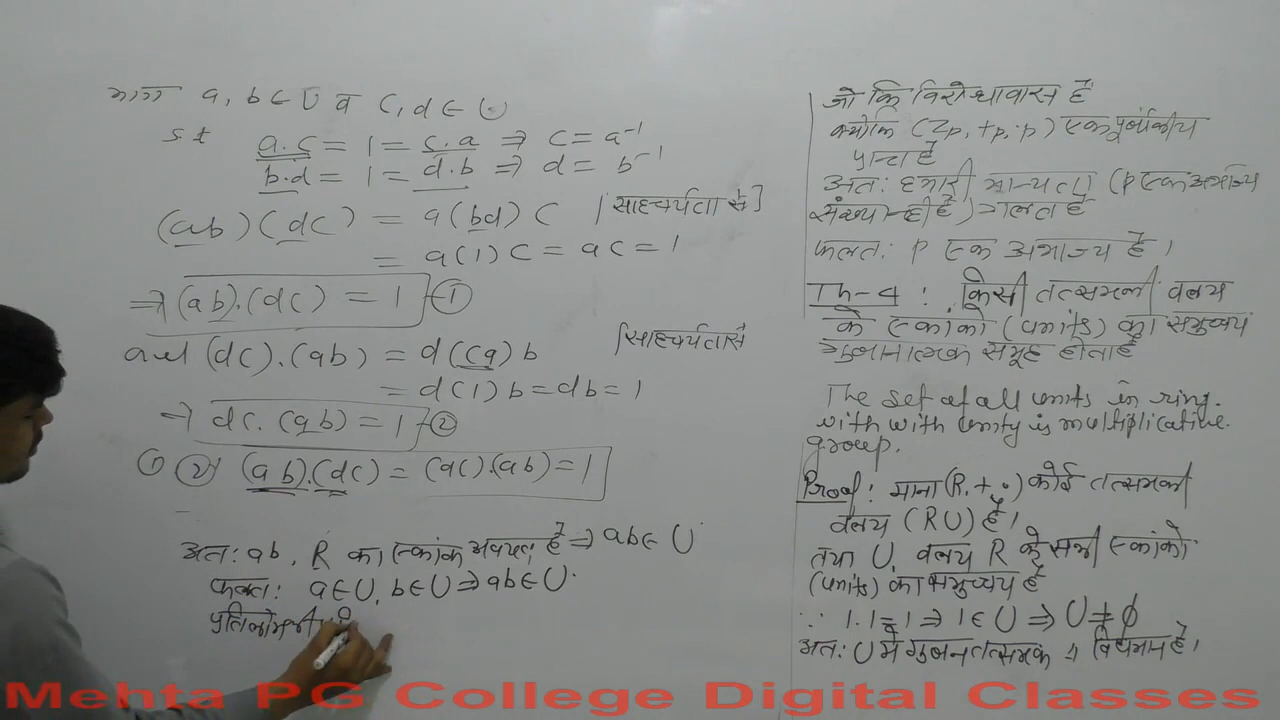 माना a, b ∈ U व c, d ∈ U
s.t
a.c = 1 = c.a ⇒ c = a⁻¹
b.d = 1 = d.b ⇒ d = b⁻¹
(ab)(dc) = a(bd)c [साहचर्यता से]
= a(1)c = ac = 1
⇒ (ab).(dc) = 1 -①
and (dc).(ab) = d(ca)b [साहचर्यता से
= d(1)b = db = 1
⇒ dc.(ab) = 1 -②
① ② से (ab).(dc) = (dc).(ab) = 1
अत: ab, R का एकांक अवयव है ⇒ ab ∈ U
फलत: a ∈ U, b ∈ U ⇒ ab ∈ U.
जो कि विरोधावास है
क्योंकि (Zp, +p, .p) एक पूर्णांकीय
प्रान्त है
अत: हमारी मान्यता (p एक अभाज्य
संख्या नहीं है) गलत है
फलत: p एक अभाज्य है।
Th-4 : किसी तत्समकी वलय
के एकांको (units) का समुच्चय
गुणनात्मक समूह होता है
The set of all units in ring.
with with unity is multiplicative.
group.
Proof: माना (R, +, .) कोई तत्समकी
वलय (RU) है।
तथा U, वलय R के सभी एकांको
(units) का समुच्चय है
∵ 1.1 = 1 ⇒ 1 ∈ U ⇒ U ≠ ϕ
अत: U में गुणन तत्समक 1 विद्यमान है।
Mehta PG College Digital Classes